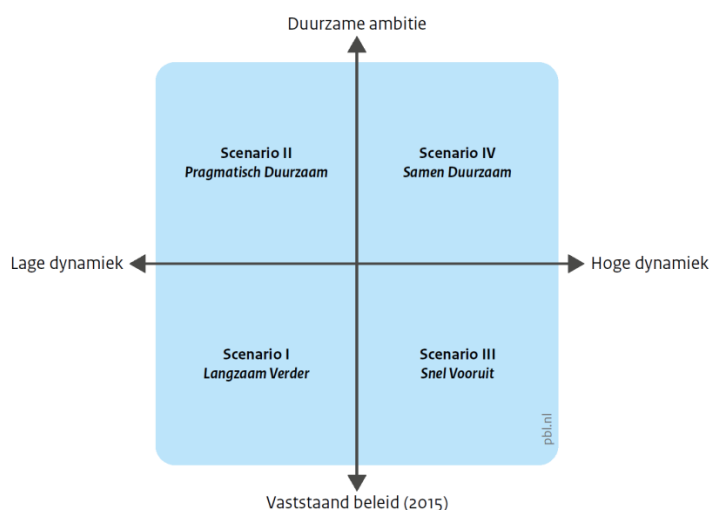 Duurzame ambitie
Scenario II
Pragmatisch Duurzaam
Scenario IV
Samen Duurzaam
Lage dynamiek
Hoge dynamiek
Scenario I
Langzaam Verder
Scenario III
Snel Vooruit
pbl.nl
Vaststaand beleid (2015)